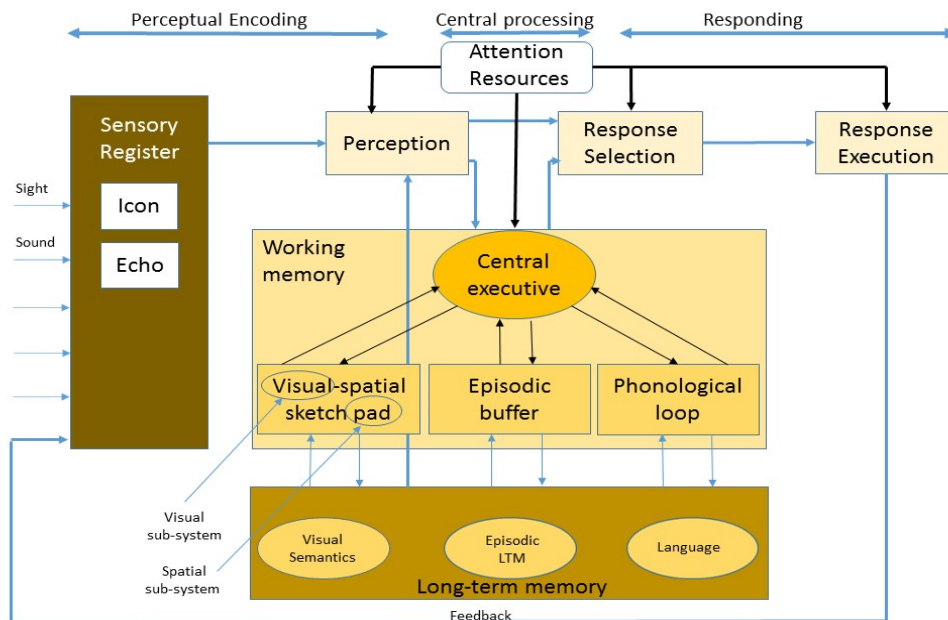 Perceptual Encoding
Central processing
Responding
Attention
Resources
Sensory
Register
Perception
Response
Selection
Response
Execution
Sight
Icon
Sound
Echo
Working
memory
Central
executive
Visual-spatial
sketch pad
Episodic
buffer
Phonological
loop
Visual
sub-system
Spatial
sub-system
Visual
Semantics
Episodic
LTM
Language
Long-term memory
Feedback